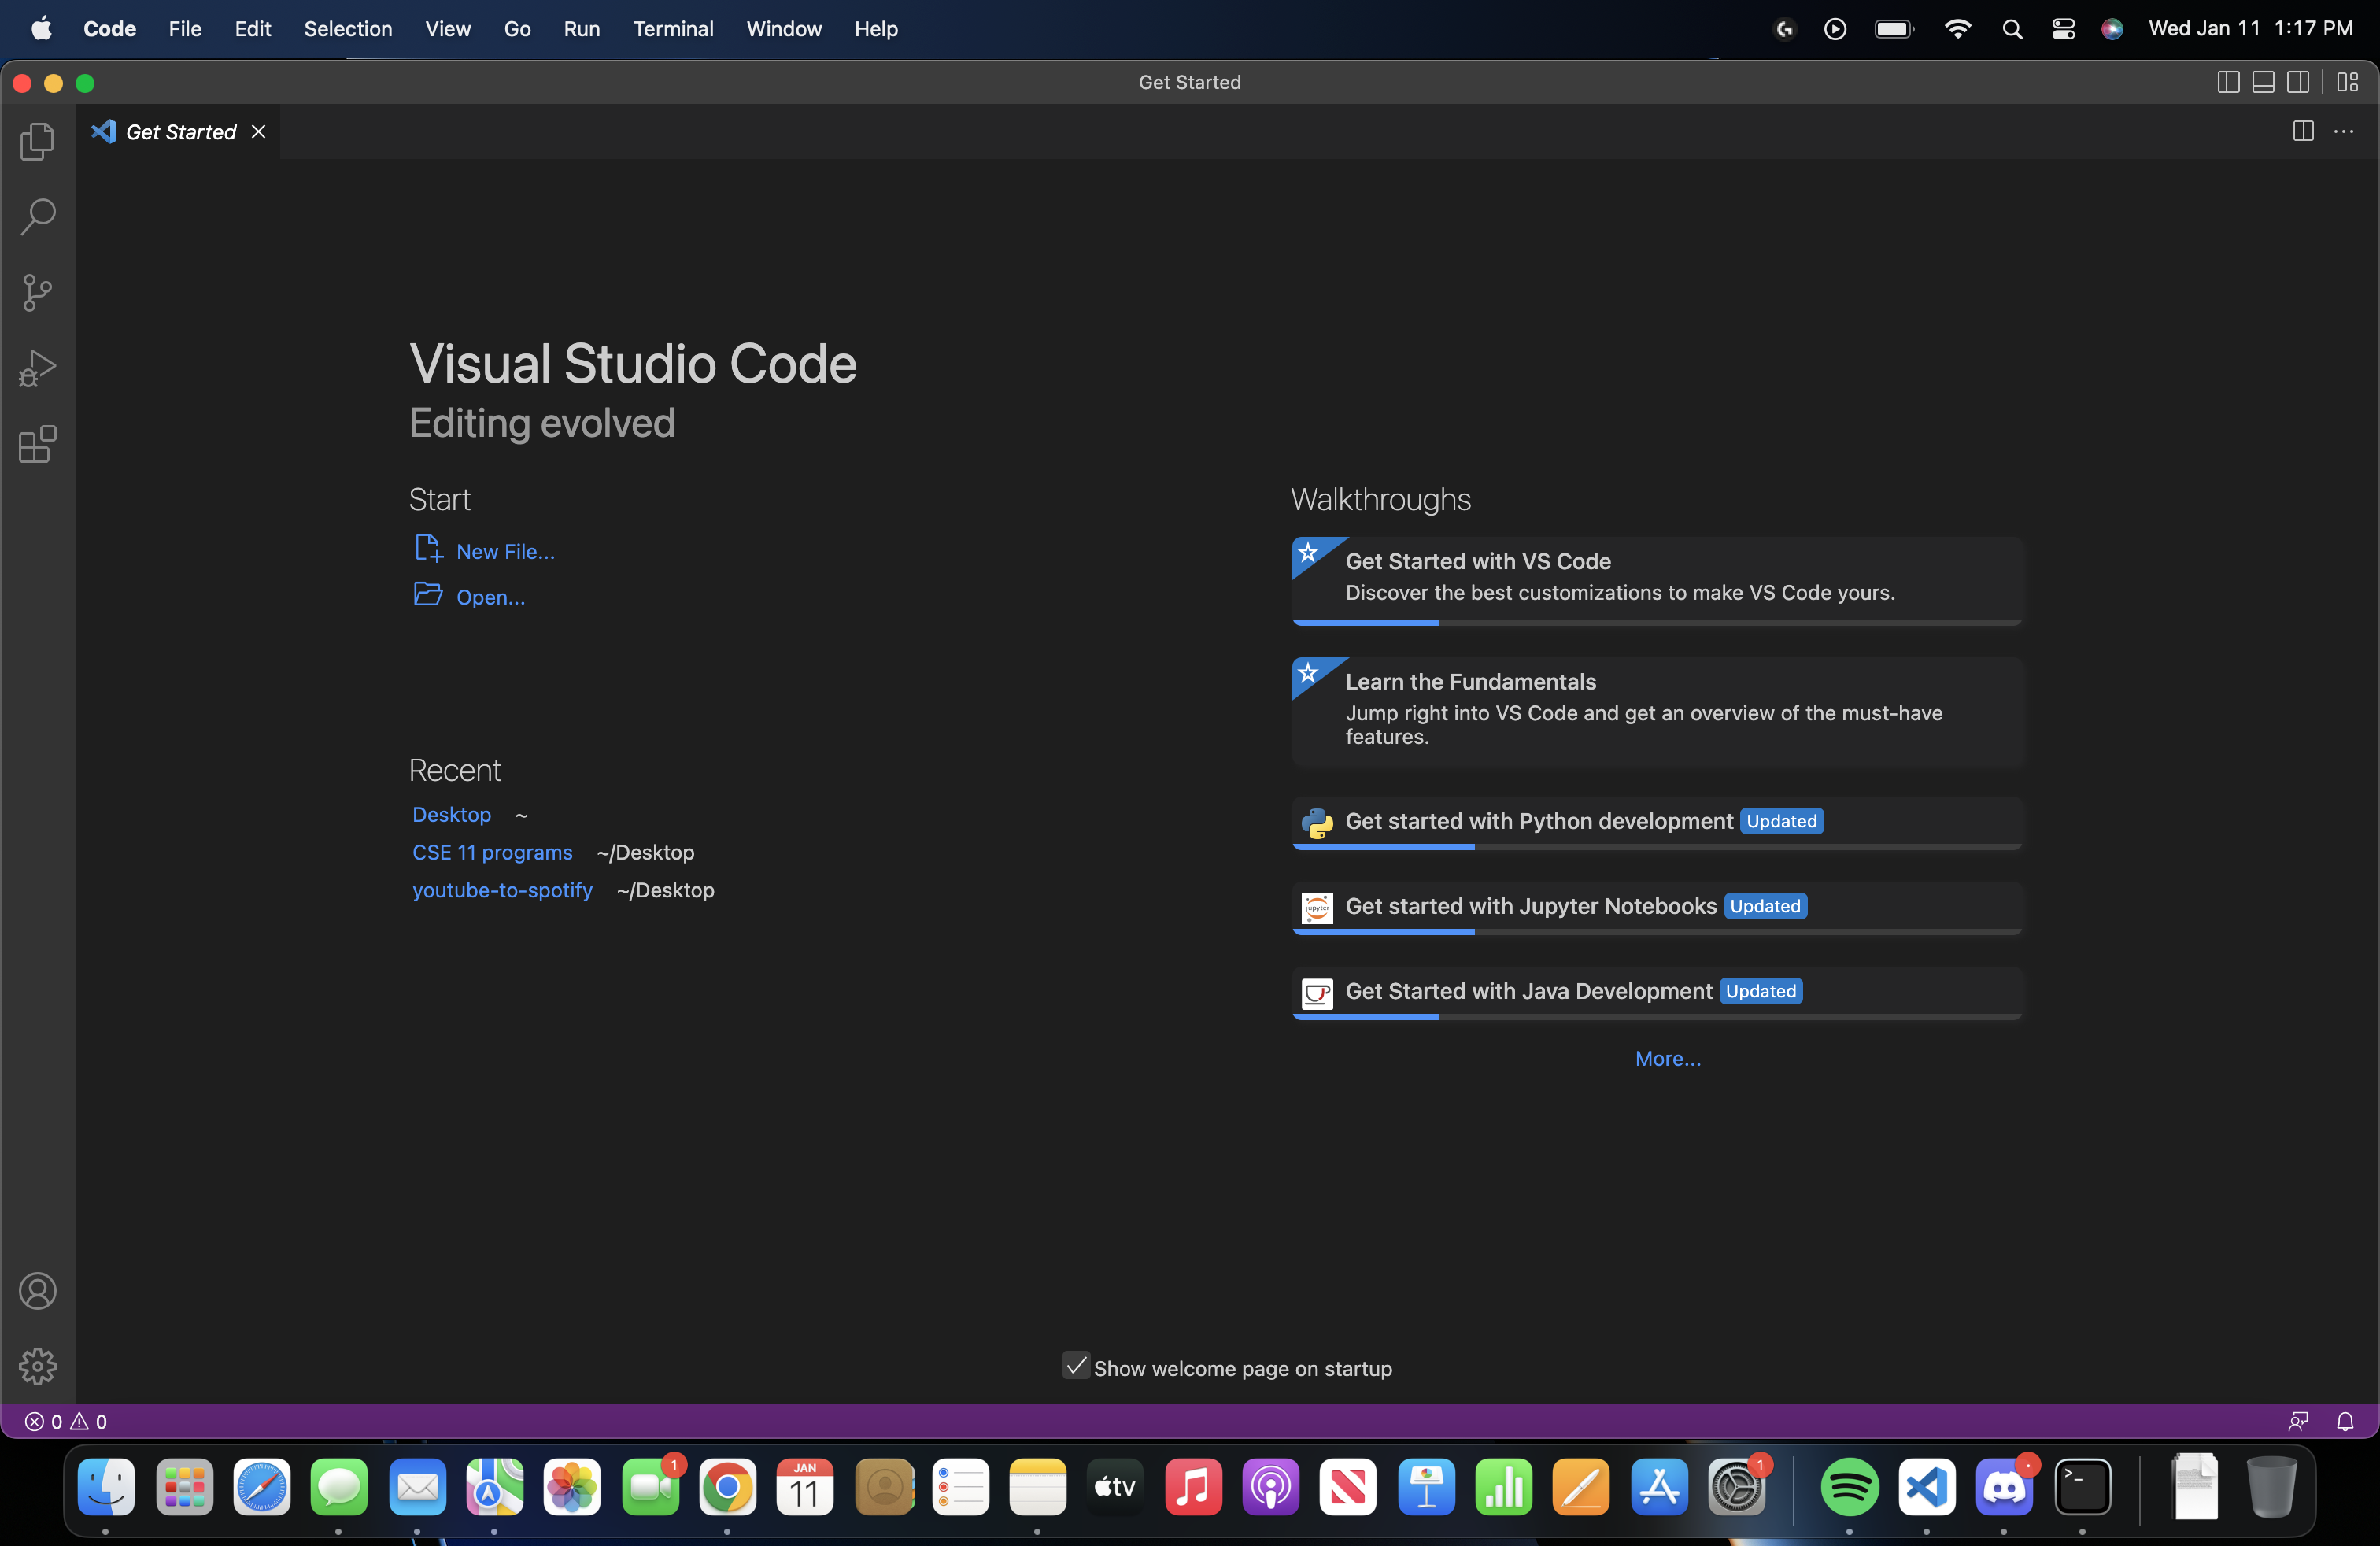 Code File Edit Selection View Go Run Terminal Window Help Wed Jan 11 1:17 PM
Get Started
Get Started
Visual Studio Code
Editing evolved
Start
New File...
Open...
Recent
Desktop ~
CSE 11 programs ~/Desktop
youtube-to-spotify ~/Desktop
Walkthroughs
Get Started with VS Code
Discover the best customizations to make VS Code yours.
Learn the Fundamentals
Jump right into VS Code and get an overview of the must-have
features.
Get started with Python development Updated
jupyter
Get started with Jupyter Notebooks Updated
Get Started with Java Development Updated
More...
Show welcome page on startup
0 0
1
JAN
11
tv
1
>_